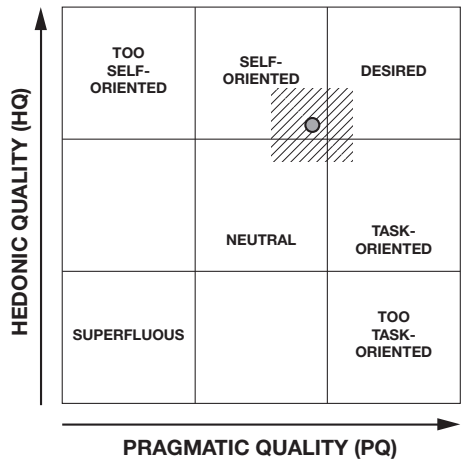 TOO
SELF-
ORIENTED
SELF-
ORIENTED
DESIRED
NEUTRAL
TASK-
ORIENTED
SUPERFLUOUS
TOO
TASK-
ORIENTED
HEDONIC QUALITY (HQ)
PRAGMATIC QUALITY (PQ)